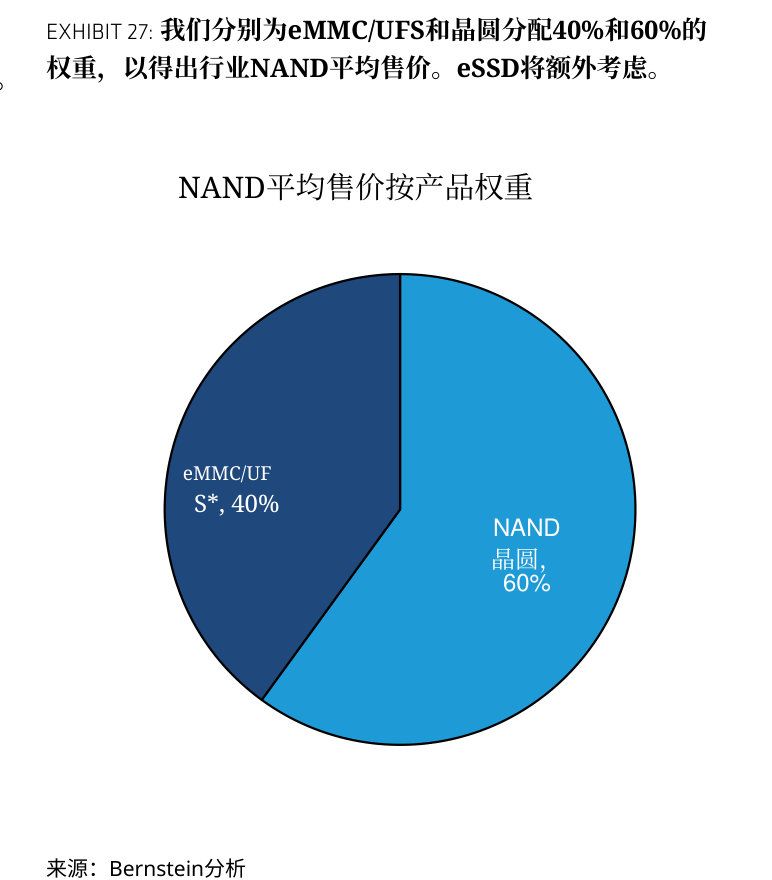 EXHIBIT 27: 我们分别为eMMC/UFS和晶圆分配40%和60%的
权重，以得出行业NAND平均售价。eSSD将额外考虑。
。
NAND平均售价按产品权重
eMMC/UF
S*, 40%
NAND
晶圆，
60%
来源：Bernstein分析